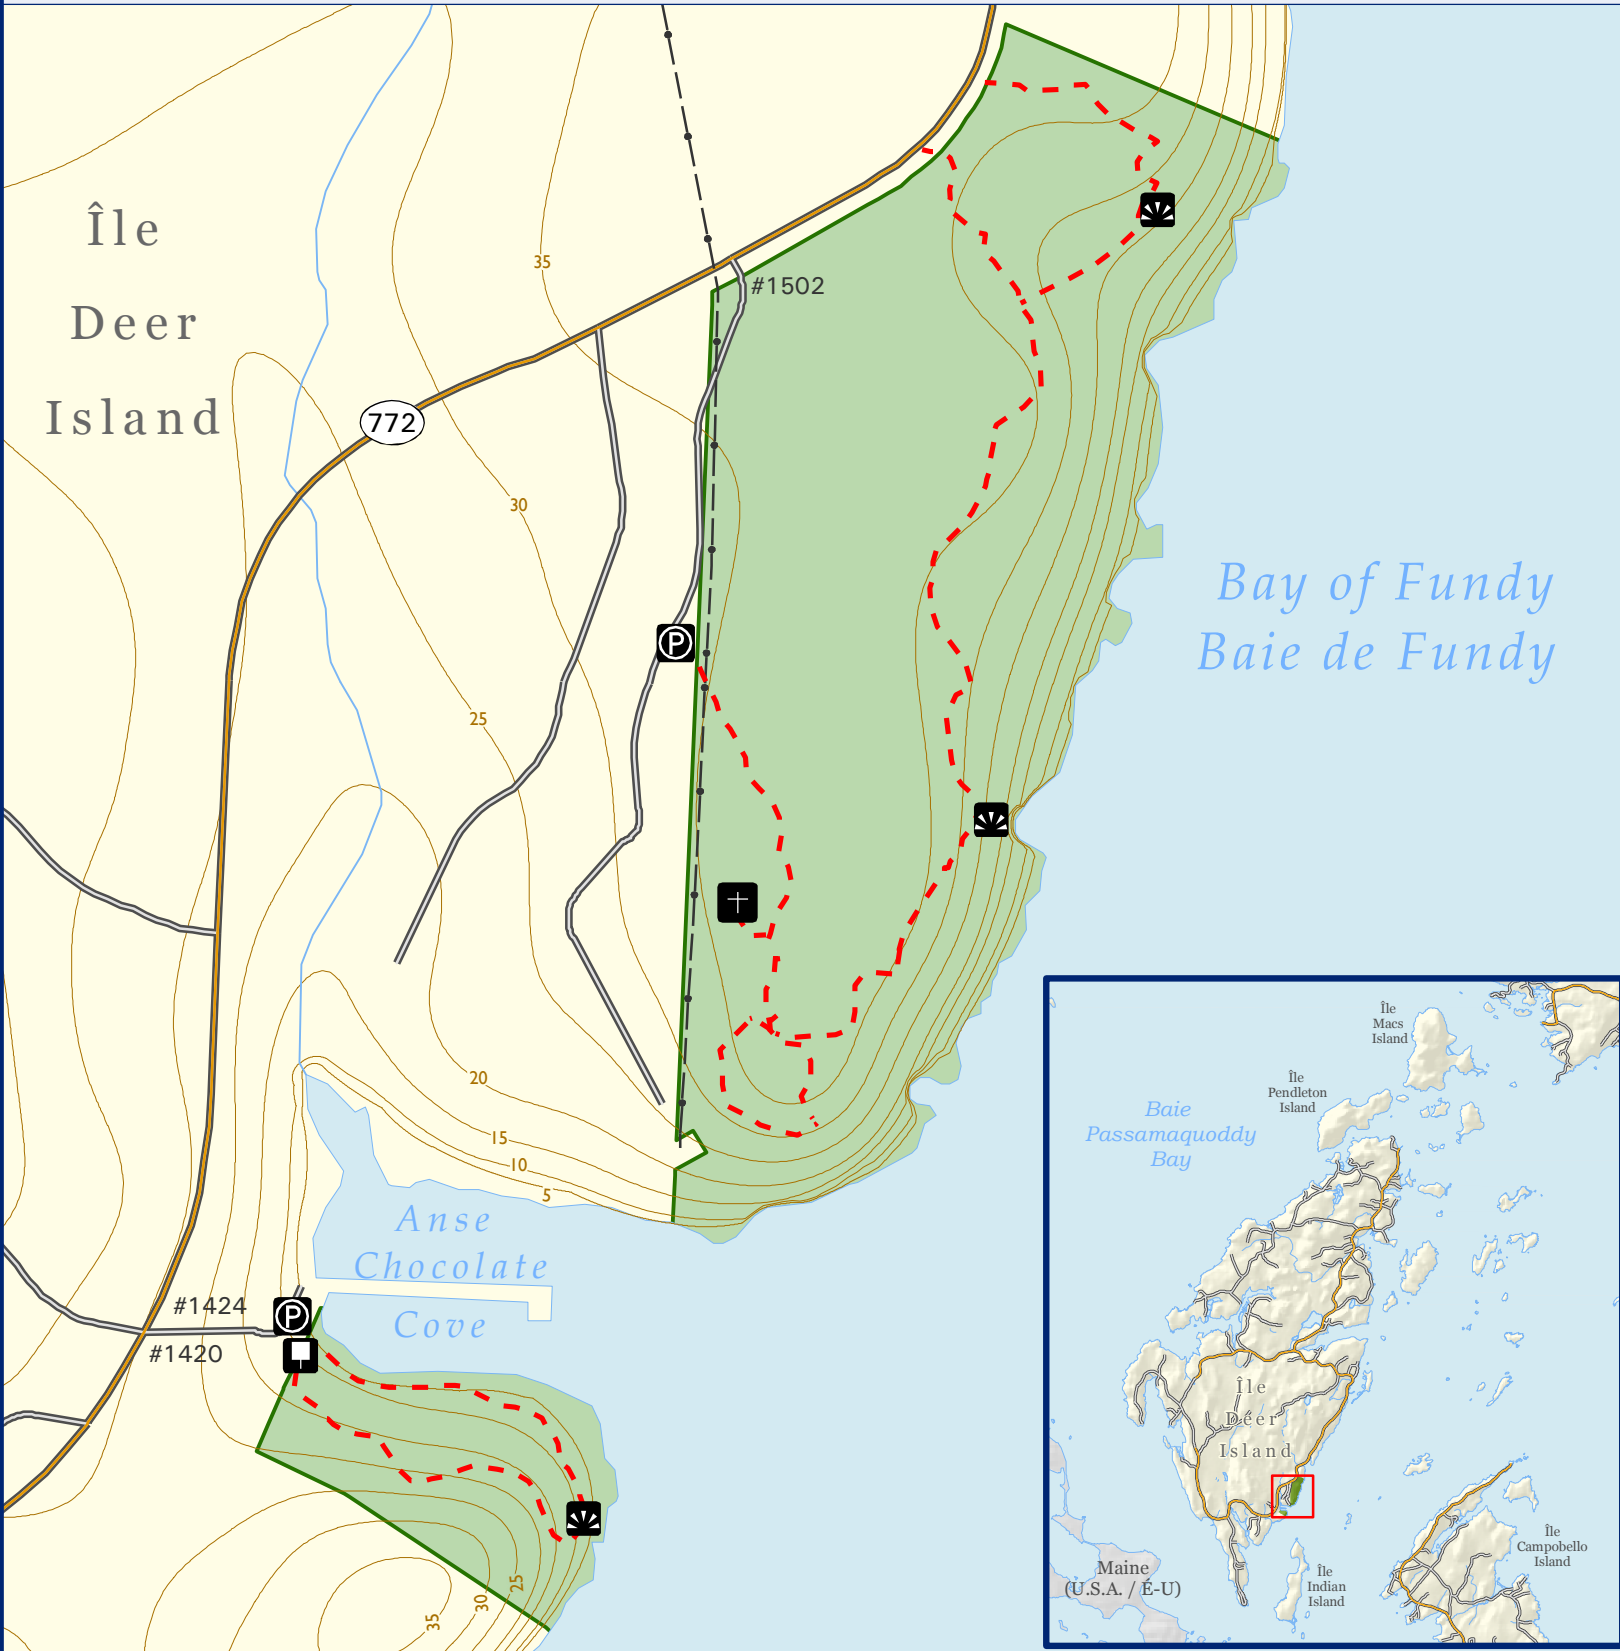 Île
Deer
Island
35
#1502
772
30
25
Bay of Fundy
Baie de Fundy
P
20
15
10
5
Anse
Chocolate
Cove
#1424
P
#1420
25
30
35
Île
Macs
Island
Île
Pendleton
Island
Baie
Passamaquoddy
Bay
Île
Deer
Island
Île
Campobello
Island
Maine
(U.S.A. / É-U)
Île
Indian
Island